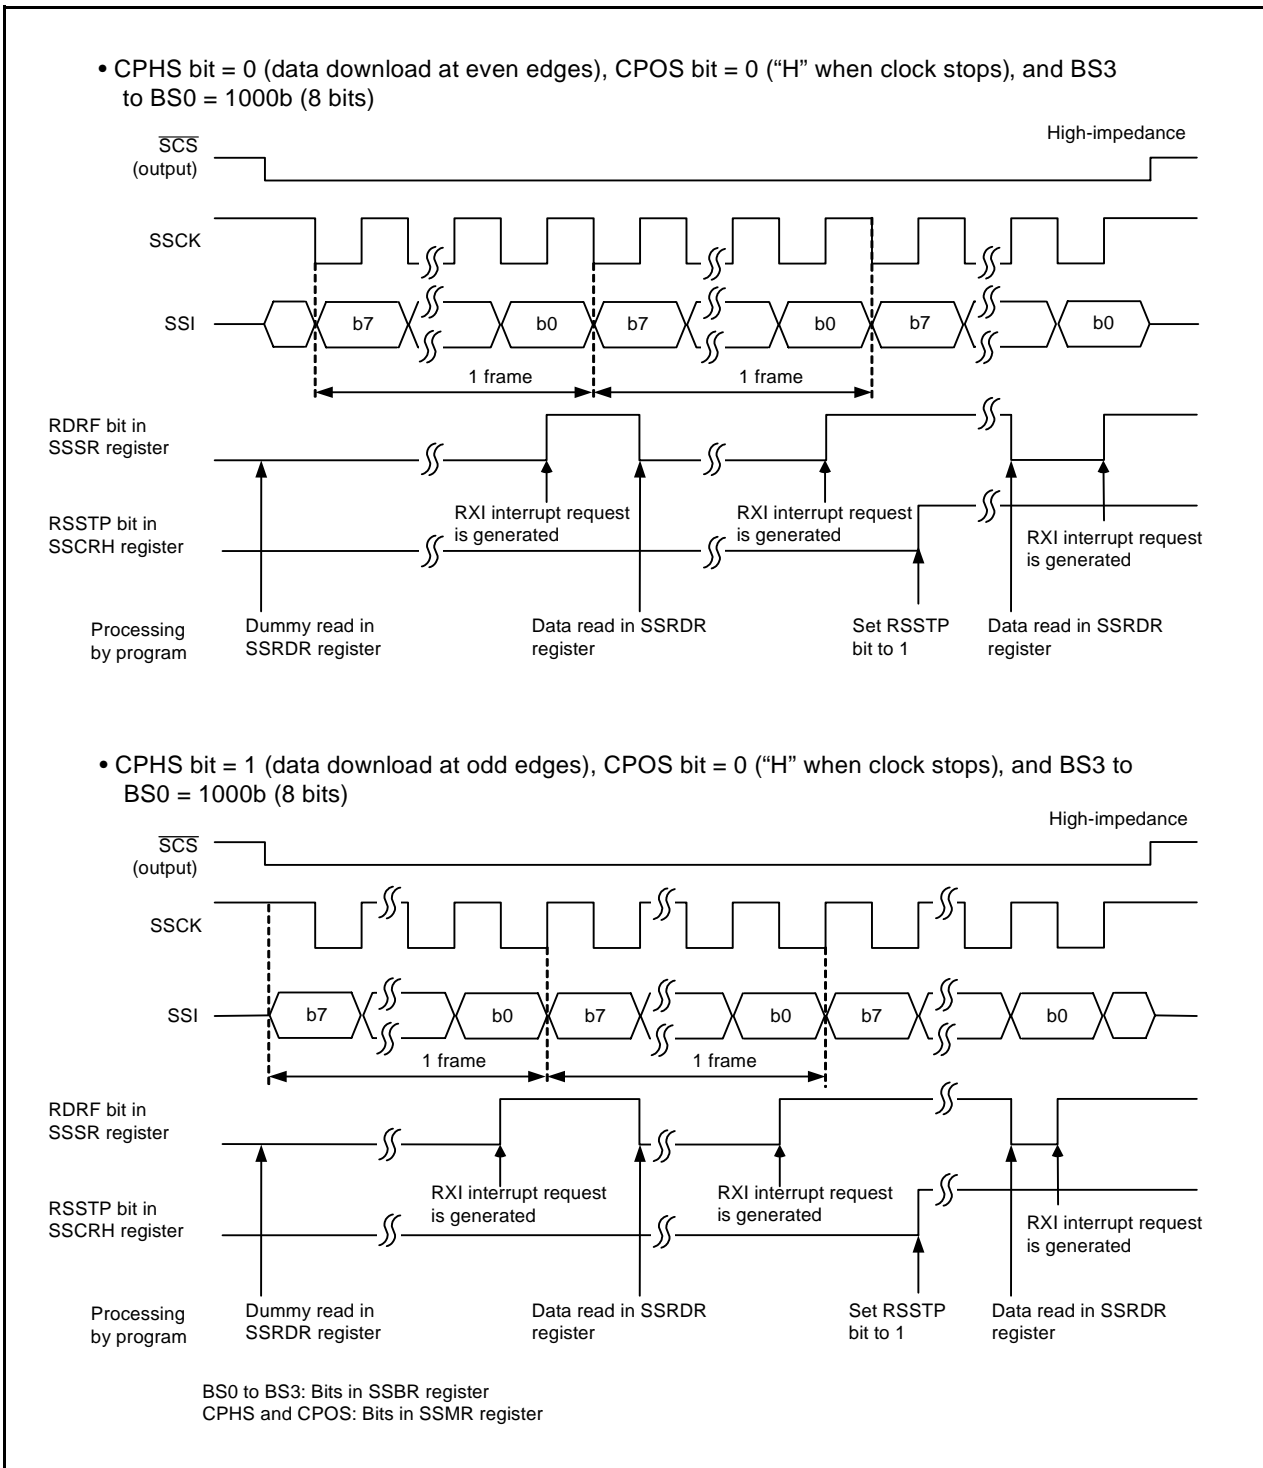 • CPHS bit = 0 (data download at even edges), CPOS bit = 0 (“H” when clock stops), and BS3
to BS0 = 1000b (8 bits)
High-impedance
SCS
(output)
SSCK
SSI
b7
b0
b7
b0
b7
b0
1 frame
1 frame
RDRF bit in
SSSR register
RXI interrupt request
is generated
RXI interrupt request
is generated
RSSTP bit in
SSCRH register
RXI interrupt request
is generated
Processing
by program
Dummy read in
SSRDR register
Data read in SSRDR
register
Set RSSTP
bit to 1
Data read in SSRDR
register
• CPHS bit = 1 (data download at odd edges), CPOS bit = 0 (“H” when clock stops), and BS3 to
BS0 = 1000b (8 bits)
High-impedance
SCS
(output)
SSCK
SSI
b7
b0
b7
b0
b7
b0
1 frame
1 frame
RDRF bit in
SSSR register
RXI interrupt request
is generated
RXI interrupt request
is generated
RSSTP bit in
SSCRH register
RXI interrupt request
is generated
Processing
by program
Dummy read in
SSRDR register
Data read in SSRDR
register
Set RSSTP
bit to 1
Data read in SSRDR
register
BS0 to BS3: Bits in SSBR register
CPHS and CPOS: Bits in SSMR register